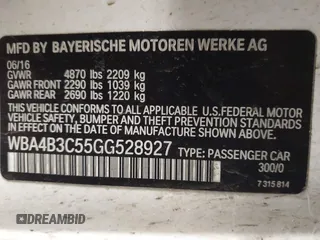 MFD BY BAYERISCHE MOTOREN WERKE AG
06/16
GVWR 4870 lbs 2209 kg
GAWR FRONT 2290 lbs 1039 kg
GAWR REAR 2690 lbs 1220 kg
THIS VEHICLE CONFORMS TO ALL APPLICABLE U.S.FEDERAL MOTOR
VEHICLE SAFETY, BUMPER AND THEFT PREVENTION STANDARDS
IN EFFECT ON THE DATE OF MANUFACTURE SHOWN ABOVE.
WBA4B3C55GG528927 TYPE: PASSENGER CAR
300/0
7 315 814